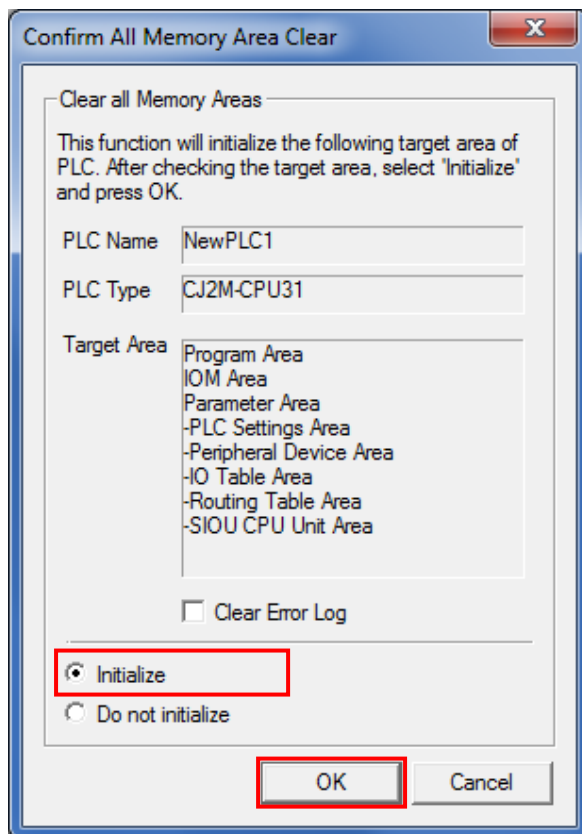 Confirm All Memory Area Clear
Clear all Memory Areas
This function will initialize the following target area of
PLC. After checking the target area, select 'Initialize'
and press OK.
PLC Name NewPLC1
PLC Type CJ2M-CPU31
Target Area Program Area
IOM Area
Parameter Area
-PLC Settings Area
-Peripheral Device Area
-IO Table Area
-Routing Table Area
-SIOU CPU Unit Area
Clear Error Log
Initialize
Do not initialize
OK Cancel